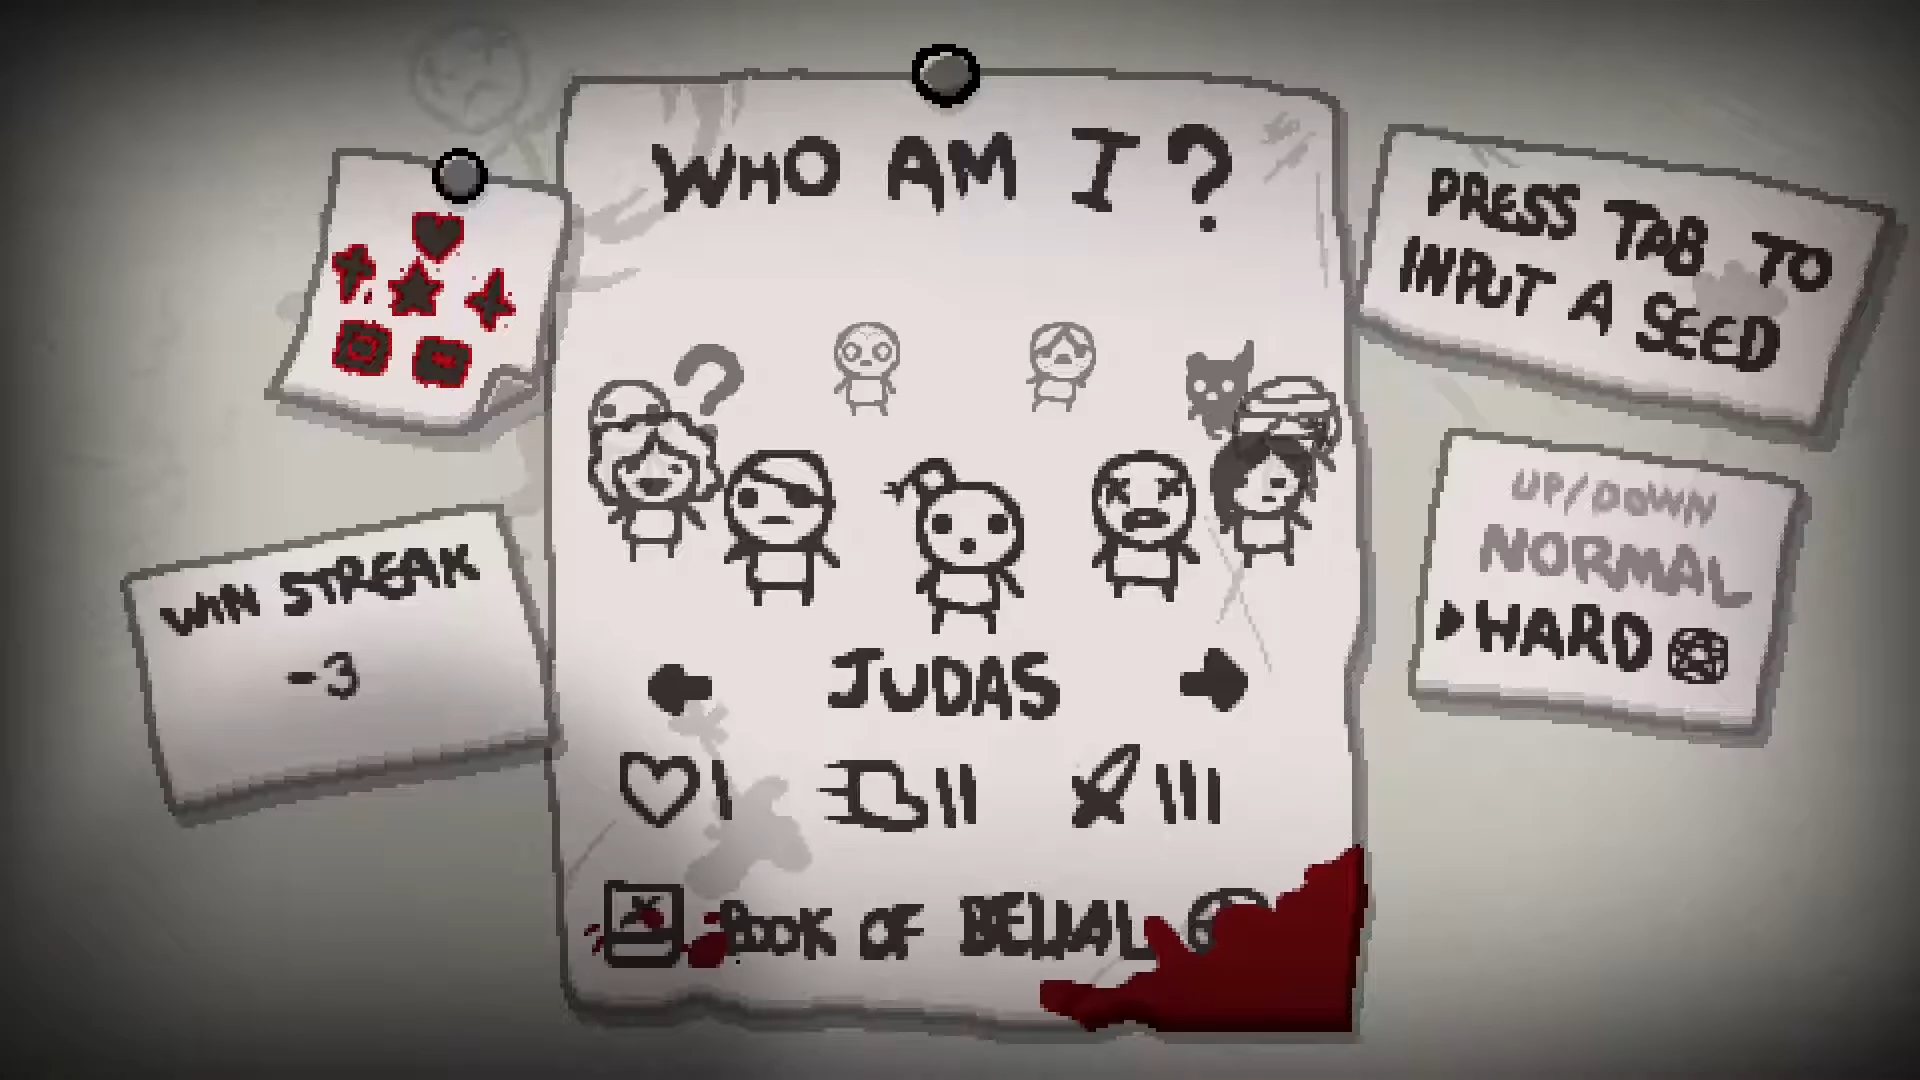 WHO AM I?
PRESS TAB TO
INPUT A SEED
WIN STREAK
-3
UP/DOWN
NORMAL
HARD
JUDAS
BOOK OF BELIAL